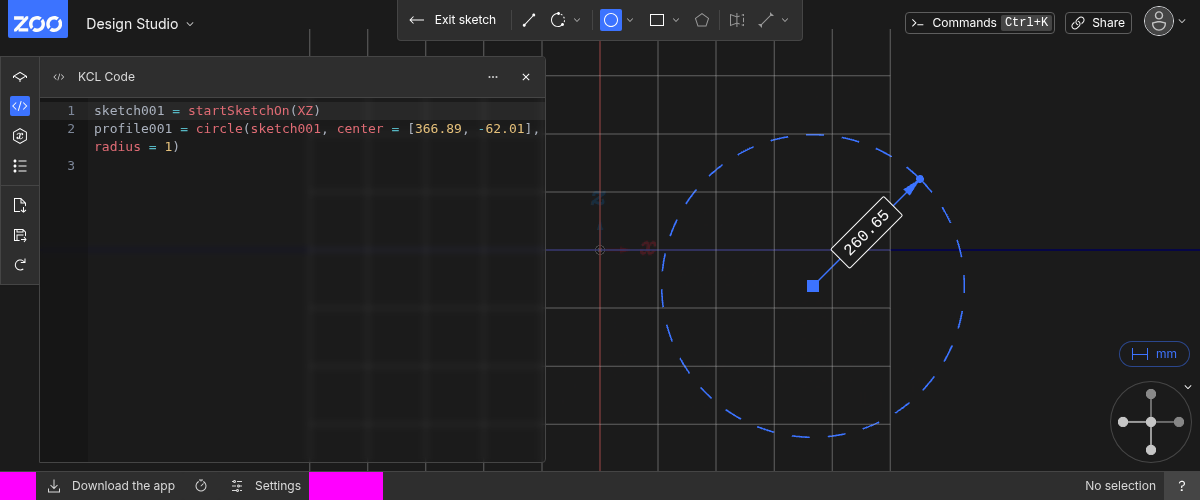 ZOO Design Studio
Exit sketch
Commands Ctrl+K
Share
KCL Code
1 sketch001 = startSketchOn(XZ)
2 profile001 = circle(sketch001, center = [366.89, -62.01],
radius = 1)
3
z
x
260.65
mm
Download the app
Settings
No selection
?